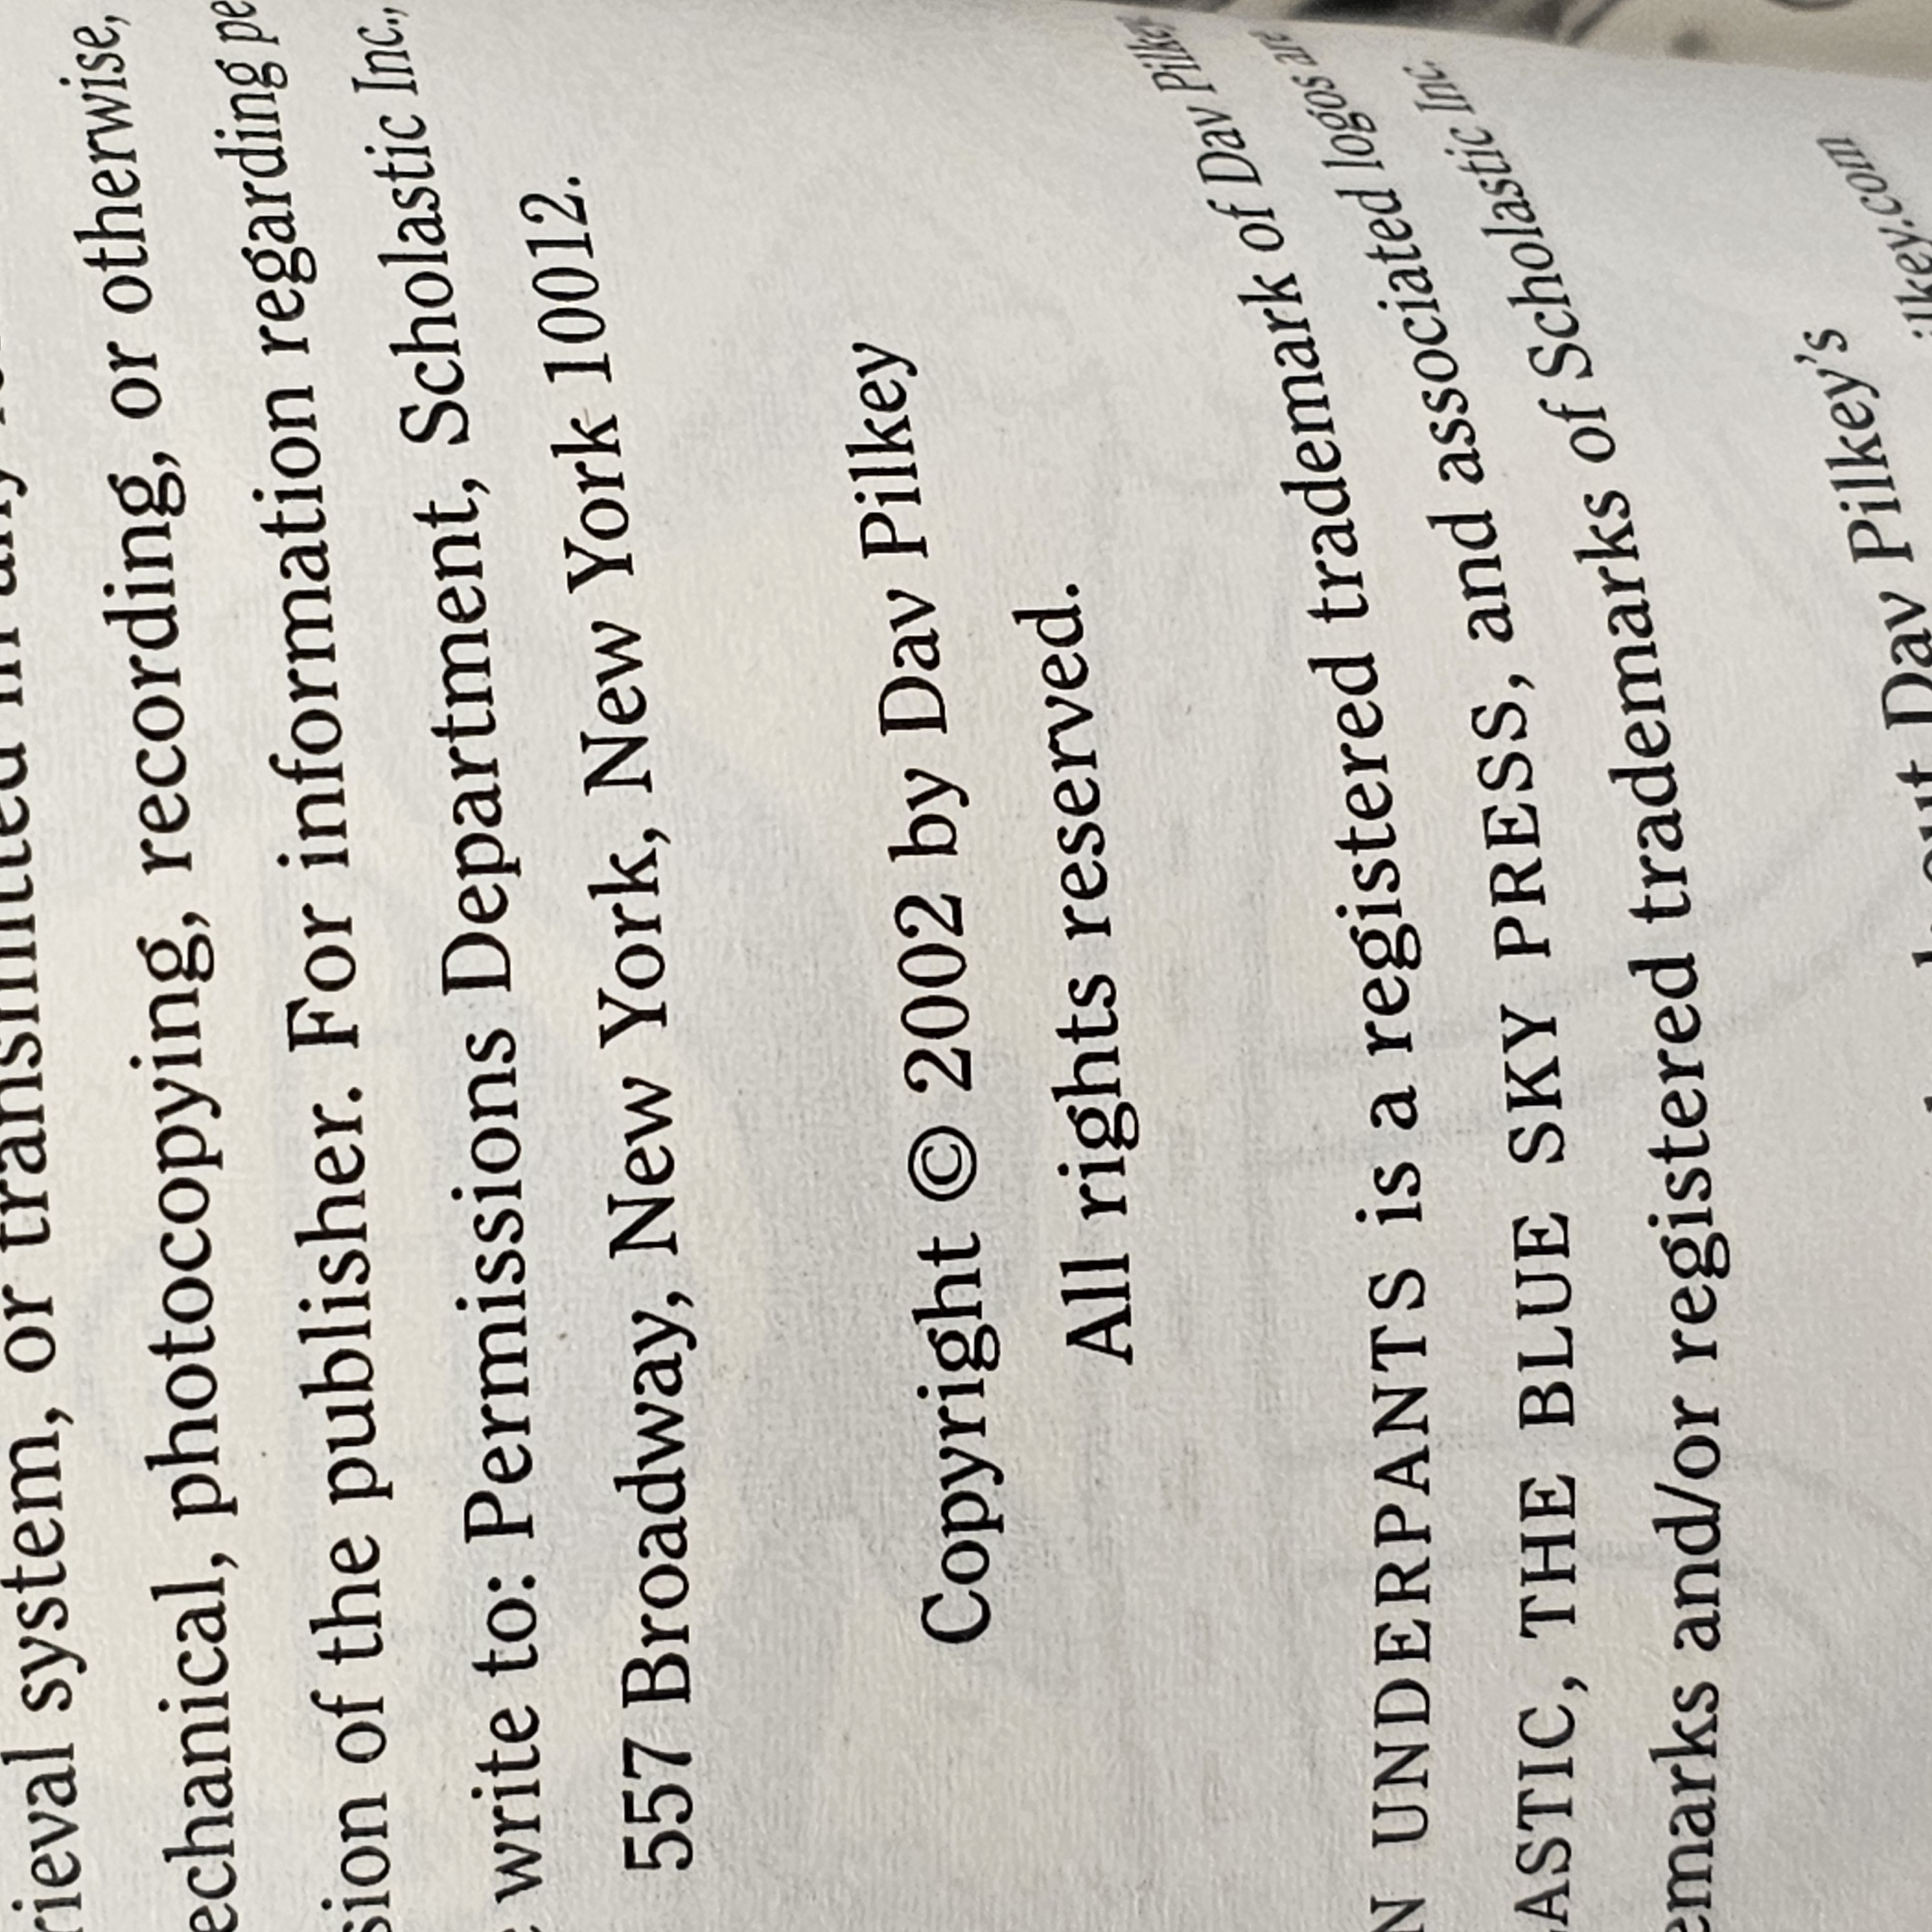 rieval system, or transmitted in any
echanical, photocopying, recording, or otherwise,
sion of the publisher. For information regarding pe
write to: Permissions Department, Scholastic Inc.,
557 Broadway, New York, New York 10012.
Copyright © 2002 by Dav Pilkey
All rights reserved.
N UNDERPANTS is a registered trademark of Dav Pilkey
ASTIC, THE BLUE SKY PRESS, and associated logos are
emarks and/or registered trademarks of Scholastic Inc.
out Dav Pilkey's
ilkey.com